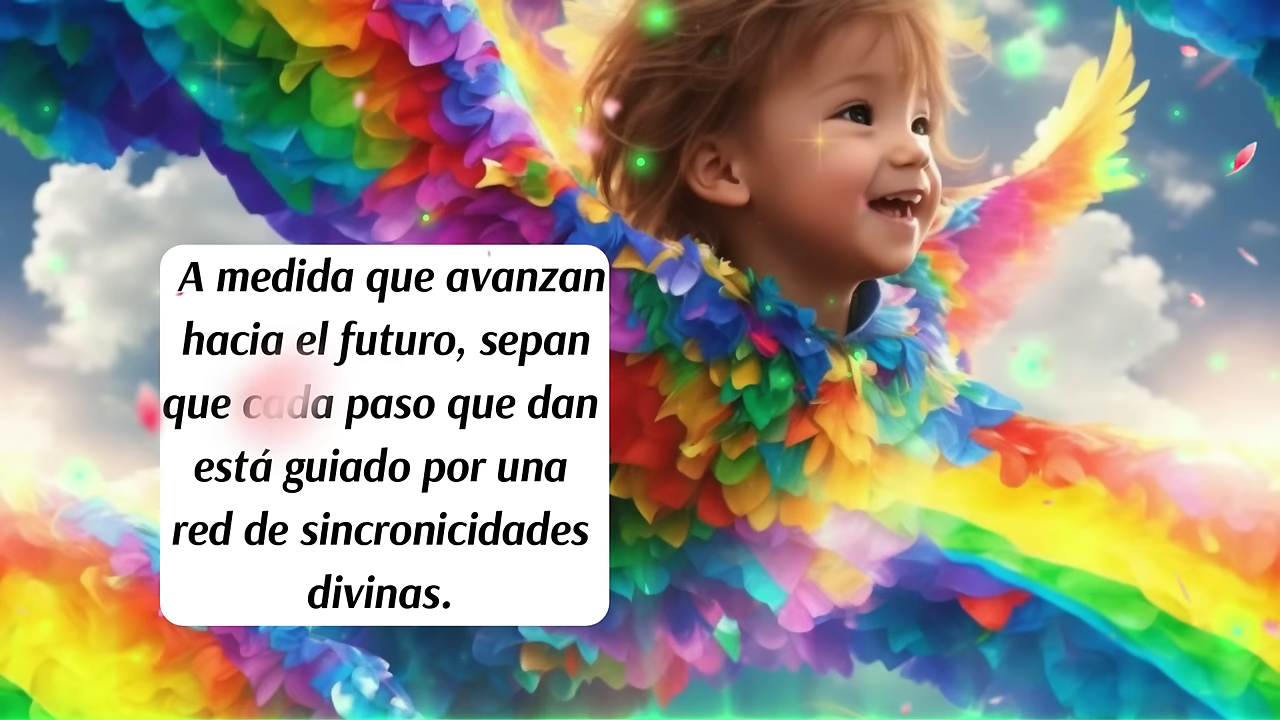 A medida que avanzan
hacia el futuro, sepan
que cada paso que dan
está guiado por una
red de sincronicidades
divinas.